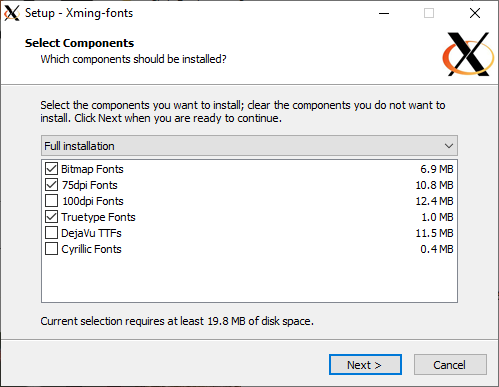 Setup - Xming-fonts
Select Components
Which components should be installed?
Select the components you want to install; clear the components you do not want to
install. Click Next when you are ready to continue.
Full installation
Bitmap Fonts 6.9 MB
75dpi Fonts 10.8 MB
100dpi Fonts 12.4 MB
Truetype Fonts 1.0 MB
DejaVu TTFs 11.5 MB
Cyrillic Fonts 0.4 MB
Current selection requires at least 19.8 MB of disk space.
Next > Cancel